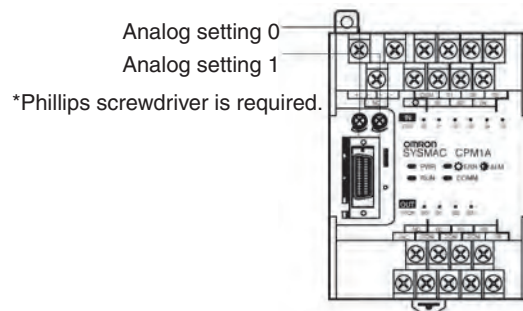 Analog setting 0
Analog setting 1
*Phillips screwdriver is required.
IN
OMRON
SYSMAC CPM1A
PWR ERR ALM
RUN COMM
OUT